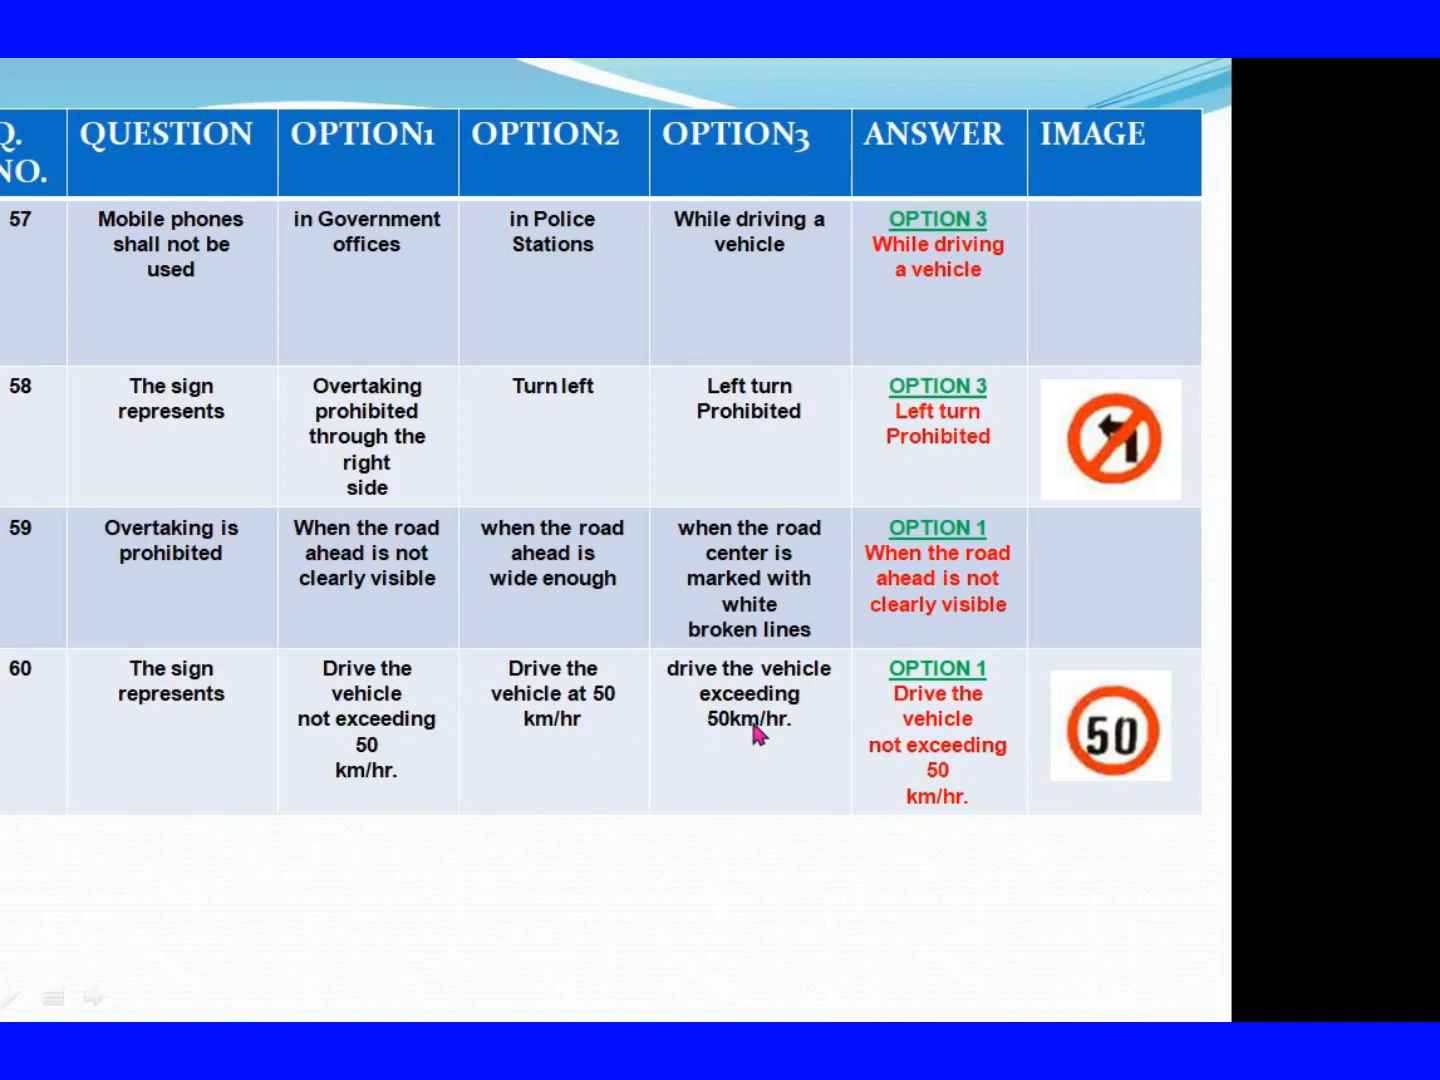 Q.
NO.
QUESTION
OPTION1
OPTION2
OPTION3
ANSWER
IMAGE
57
Mobile phones
shall not be
used
in Government
offices
in Police
Stations
While driving a
vehicle
OPTION 3
While driving
a vehicle
58
The sign
represents
Overtaking
prohibited
through the
right
side
Turn left
Left turn
Prohibited
OPTION 3
Left turn
Prohibited
59
Overtaking is
prohibited
When the road
ahead is not
clearly visible
when the road
ahead is
wide enough
when the road
center is
marked with
white
broken lines
OPTION 1
When the road
ahead is not
clearly visible
60
The sign
represents
Drive the
vehicle
not exceeding
50
km/hr.
Drive the
vehicle at 50
km/hr
drive the vehicle
exceeding
50km/hr.
OPTION 1
Drive the
vehicle
not exceeding
50
km/hr.
50